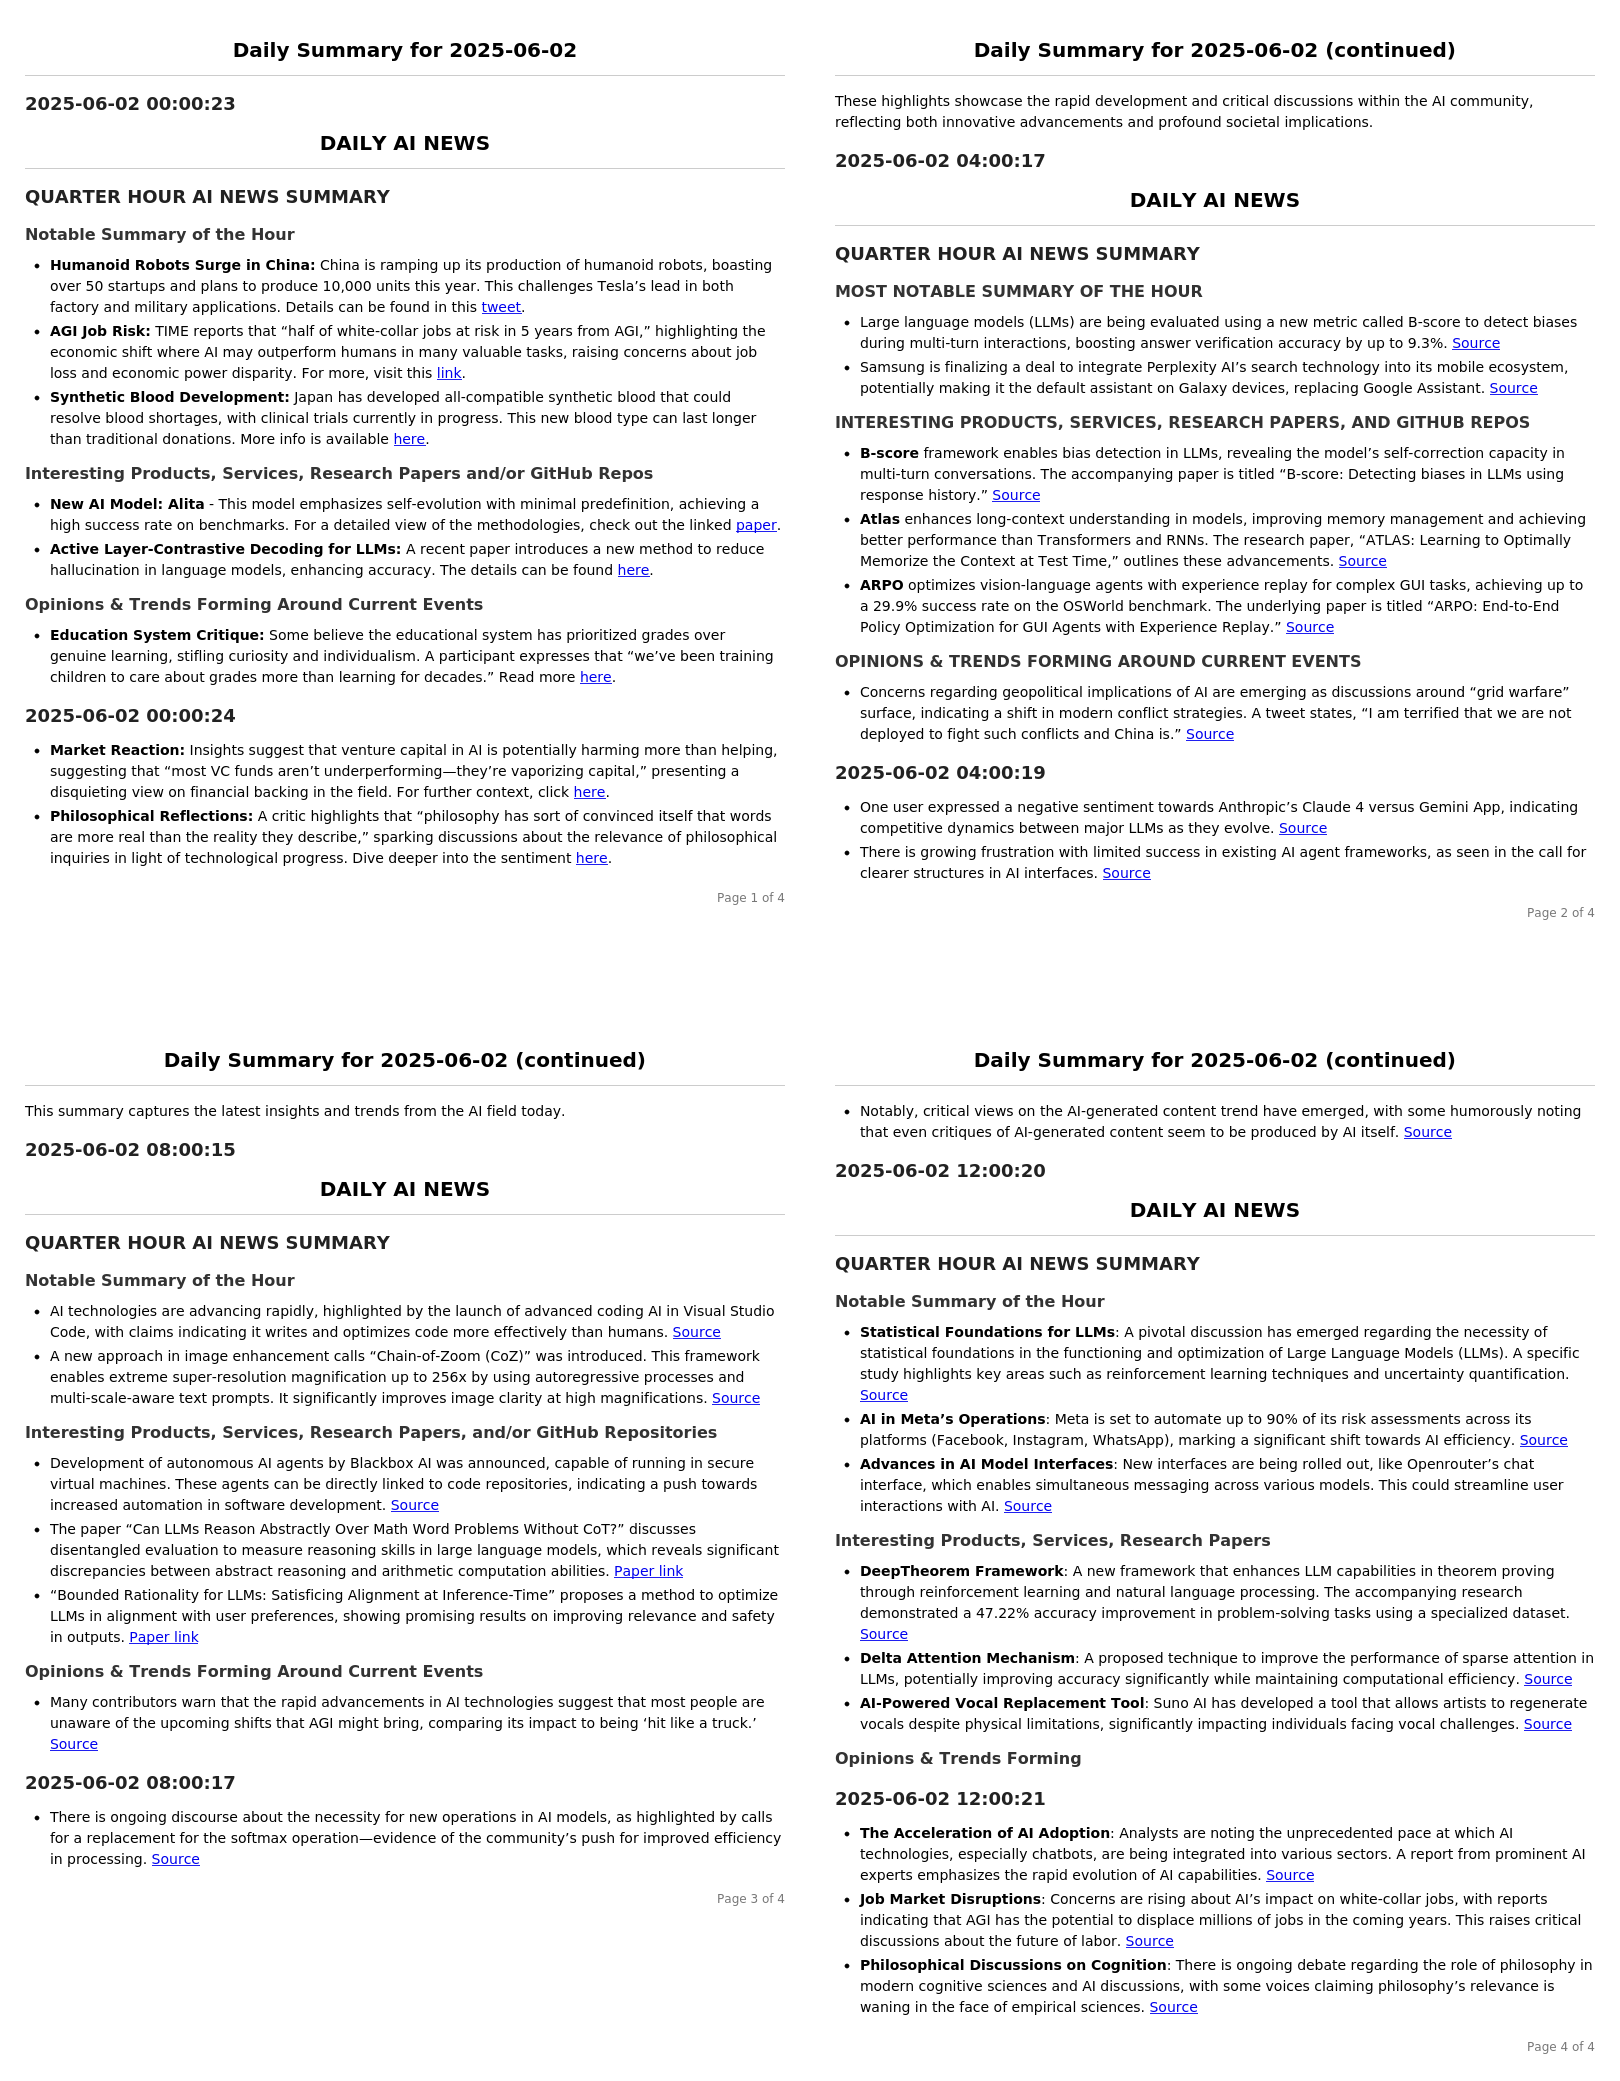 Daily Summary for 2025-06-02
2025-06-02 00:00:23
DAILY AI NEWS
QUARTER HOUR AI NEWS SUMMARY
Notable Summary of the Hour
• Humanoid Robots Surge in China: China is ramping up its production of humanoid robots, boasting
over 50 startups and plans to produce 10,000 units this year. This challenges Tesla’s lead in both
factory and military applications. Details can be found in this tweet.
• AGI Job Risk: TIME reports that “half of white-collar jobs at risk in 5 years from AGI,” highlighting the
economic shift where AI may outperform humans in many valuable tasks, raising concerns about job
loss and economic power disparity. For more, visit this link.
• Synthetic Blood Development: Japan has developed all-compatible synthetic blood that could
resolve blood shortages, with clinical trials currently in progress. This new blood type can last longer
than traditional donations. More info is available here.
Interesting Products, Services, Research Papers and/or GitHub Repos
• New AI Model: Alita - This model emphasizes self-evolution with minimal predefinition, achieving a
high success rate on benchmarks. For a detailed view of the methodologies, check out the linked paper.
• Active Layer-Contrastive Decoding for LLMs: A recent paper introduces a new method to reduce
hallucination in language models, enhancing accuracy. The details can be found here.
Opinions & Trends Forming Around Current Events
• Education System Critique: Some believe the educational system has prioritized grades over
genuine learning, stifling curiosity and individualism. A participant expresses that “we’ve been training
children to care about grades more than learning for decades.” Read more here.
2025-06-02 00:00:24
• Market Reaction: Insights suggest that venture capital in AI is potentially harming more than helping,
suggesting that “most VC funds aren’t underperforming—they’re vaporizing capital,” presenting a
disquieting view on financial backing in the field. For further context, click here.
• Philosophical Reflections: A critic highlights that “philosophy has sort of convinced itself that words
are more real than the reality they describe,” sparking discussions about the relevance of philosophical
inquiries in light of technological progress. Dive deeper into the sentiment here.
Page 1 of 4
Daily Summary for 2025-06-02 (continued)
These highlights showcase the rapid development and critical discussions within the AI community,
reflecting both innovative advancements and profound societal implications.
2025-06-02 04:00:17
DAILY AI NEWS
QUARTER HOUR AI NEWS SUMMARY
MOST NOTABLE SUMMARY OF THE HOUR
• Large language models (LLMs) are being evaluated using a new metric called B-score to detect biases
during multi-turn interactions, boosting answer verification accuracy by up to 9.3%. Source
• Samsung is finalizing a deal to integrate Perplexity AI’s search technology into its mobile ecosystem,
potentially making it the default assistant on Galaxy devices, replacing Google Assistant. Source
INTERESTING PRODUCTS, SERVICES, RESEARCH PAPERS, AND GITHUB REPOS
• B-score framework enables bias detection in LLMs, revealing the model’s self-correction capacity in
multi-turn conversations. The accompanying paper is titled “B-score: Detecting biases in LLMs using
response history.” Source
• Atlas enhances long-context understanding in models, improving memory management and achieving
better performance than Transformers and RNNs. The research paper, “ATLAS: Learning to Optimally
Memorize the Context at Test Time,” outlines these advancements. Source
• ARPO optimizes vision-language agents with experience replay for complex GUI tasks, achieving up to
a 29.9% success rate on the OSWorld benchmark. The underlying paper is titled “ARPO: End-to-End
Policy Optimization for GUI Agents with Experience Replay.” Source
OPINIONS & TRENDS FORMING AROUND CURRENT EVENTS
• Concerns regarding geopolitical implications of AI are emerging as discussions around “grid warfare”
surface, indicating a shift in modern conflict strategies. A tweet states, “I am terrified that we are not
deployed to fight such conflicts and China is.” Source
2025-06-02 04:00:19
• One user expressed a negative sentiment towards Anthropic’s Claude 4 versus Gemini App, indicating
competitive dynamics between major LLMs as they evolve. Source
• There is growing frustration with limited success in existing AI agent frameworks, as seen in the call for
clearer structures in AI interfaces. Source
Page 2 of 4
Daily Summary for 2025-06-02 (continued)
This summary captures the latest insights and trends from the AI field today.
2025-06-02 08:00:15
DAILY AI NEWS
QUARTER HOUR AI NEWS SUMMARY
Notable Summary of the Hour
• AI technologies are advancing rapidly, highlighted by the launch of advanced coding AI in Visual Studio
Code, with claims indicating it writes and optimizes code more effectively than humans. Source
• A new approach in image enhancement calls “Chain-of-Zoom (CoZ)” was introduced. This framework
enables extreme super-resolution magnification up to 256x by using autoregressive processes and
multi-scale-aware text prompts. It significantly improves image clarity at high magnifications. Source
Interesting Products, Services, Research Papers, and/or GitHub Repositories
• Development of autonomous AI agents by Blackbox AI was announced, capable of running in secure
virtual machines. These agents can be directly linked to code repositories, indicating a push towards
increased automation in software development. Source
• The paper “Can LLMs Reason Abstractly Over Math Word Problems Without CoT?” discusses
disentangled evaluation to measure reasoning skills in large language models, which reveals significant
discrepancies between abstract reasoning and arithmetic computation abilities. Paper link
• “Bounded Rationality for LLMs: Satisficing Alignment at Inference-Time” proposes a method to optimize
LLMs in alignment with user preferences, showing promising results on improving relevance and safety
in outputs. Paper link
Opinions & Trends Forming Around Current Events
• Many contributors warn that the rapid advancements in AI technologies suggest that most people are
unaware of the upcoming shifts that AGI might bring, comparing its impact to being ‘hit like a truck.’
Source
2025-06-02 08:00:17
• There is ongoing discourse about the necessity for new operations in AI models, as highlighted by calls
for a replacement for the softmax operation—evidence of the community’s push for improved efficiency
in processing. Source
Page 3 of 4
Daily Summary for 2025-06-02 (continued)
• Notably, critical views on the AI-generated content trend have emerged, with some humorously noting
that even critiques of AI-generated content seem to be produced by AI itself. Source
2025-06-02 12:00:20
DAILY AI NEWS
QUARTER HOUR AI NEWS SUMMARY
Notable Summary of the Hour
• Statistical Foundations for LLMs: A pivotal discussion has emerged regarding the necessity of
statistical foundations in the functioning and optimization of Large Language Models (LLMs). A specific
study highlights key areas such as reinforcement learning techniques and uncertainty quantification.
Source
• AI in Meta’s Operations: Meta is set to automate up to 90% of its risk assessments across its
platforms (Facebook, Instagram, WhatsApp), marking a significant shift towards AI efficiency. Source
• Advances in AI Model Interfaces: New interfaces are being rolled out, like Openrouter’s chat
interface, which enables simultaneous messaging across various models. This could streamline user
interactions with AI. Source
Interesting Products, Services, Research Papers
• DeepTheorem Framework: A new framework that enhances LLM capabilities in theorem proving
through reinforcement learning and natural language processing. The accompanying research
demonstrated a 47.22% accuracy improvement in problem-solving tasks using a specialized dataset.
Source
• Delta Attention Mechanism: A proposed technique to improve the performance of sparse attention in
LLMs, potentially improving accuracy significantly while maintaining computational efficiency. Source
• AI-Powered Vocal Replacement Tool: Suno AI has developed a tool that allows artists to regenerate
vocals despite physical limitations, significantly impacting individuals facing vocal challenges. Source
Opinions & Trends Forming
2025-06-02 12:00:21
• The Acceleration of AI Adoption: Analysts are noting the unprecedented pace at which AI
technologies, especially chatbots, are being integrated into various sectors. A report from prominent AI
experts emphasizes the rapid evolution of AI capabilities. Source
• Job Market Disruptions: Concerns are rising about AI’s impact on white-collar jobs, with reports
indicating that AGI has the potential to displace millions of jobs in the coming years. This raises critical
discussions about the future of labor. Source
• Philosophical Discussions on Cognition: There is ongoing debate regarding the role of philosophy in
modern cognitive sciences and AI discussions, with some voices claiming philosophy’s relevance is
waning in the face of empirical sciences. Source
Page 4 of 4